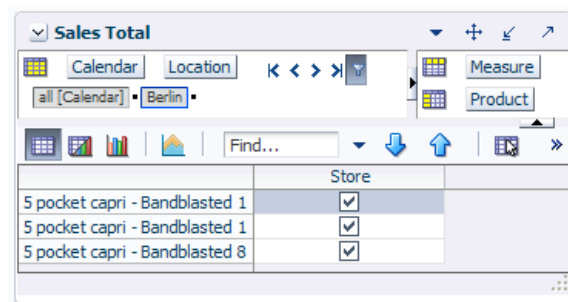 Sales Total
Calendar Location
Measure
all [Calendar] Berlin
Product
Find...
Store
5 pocket capri - Bandblasted 1
5 pocket capri - Bandblasted 1
5 pocket capri - Bandblasted 8